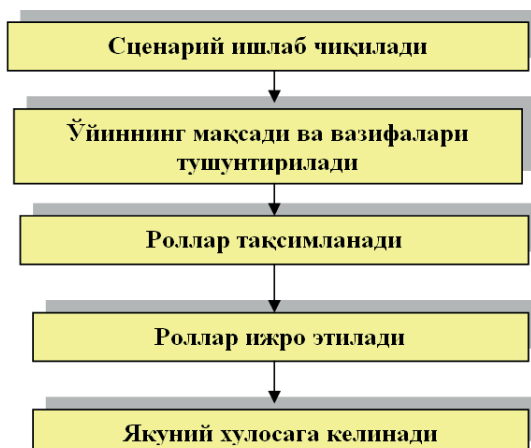 Сценарий ишлаб чиқилади
Ўйиннинг мақсади ва вазифалари
тушунтирилади
Роллар тақсимланади
Роллар ижро этилади
Якуний хулосага келинади